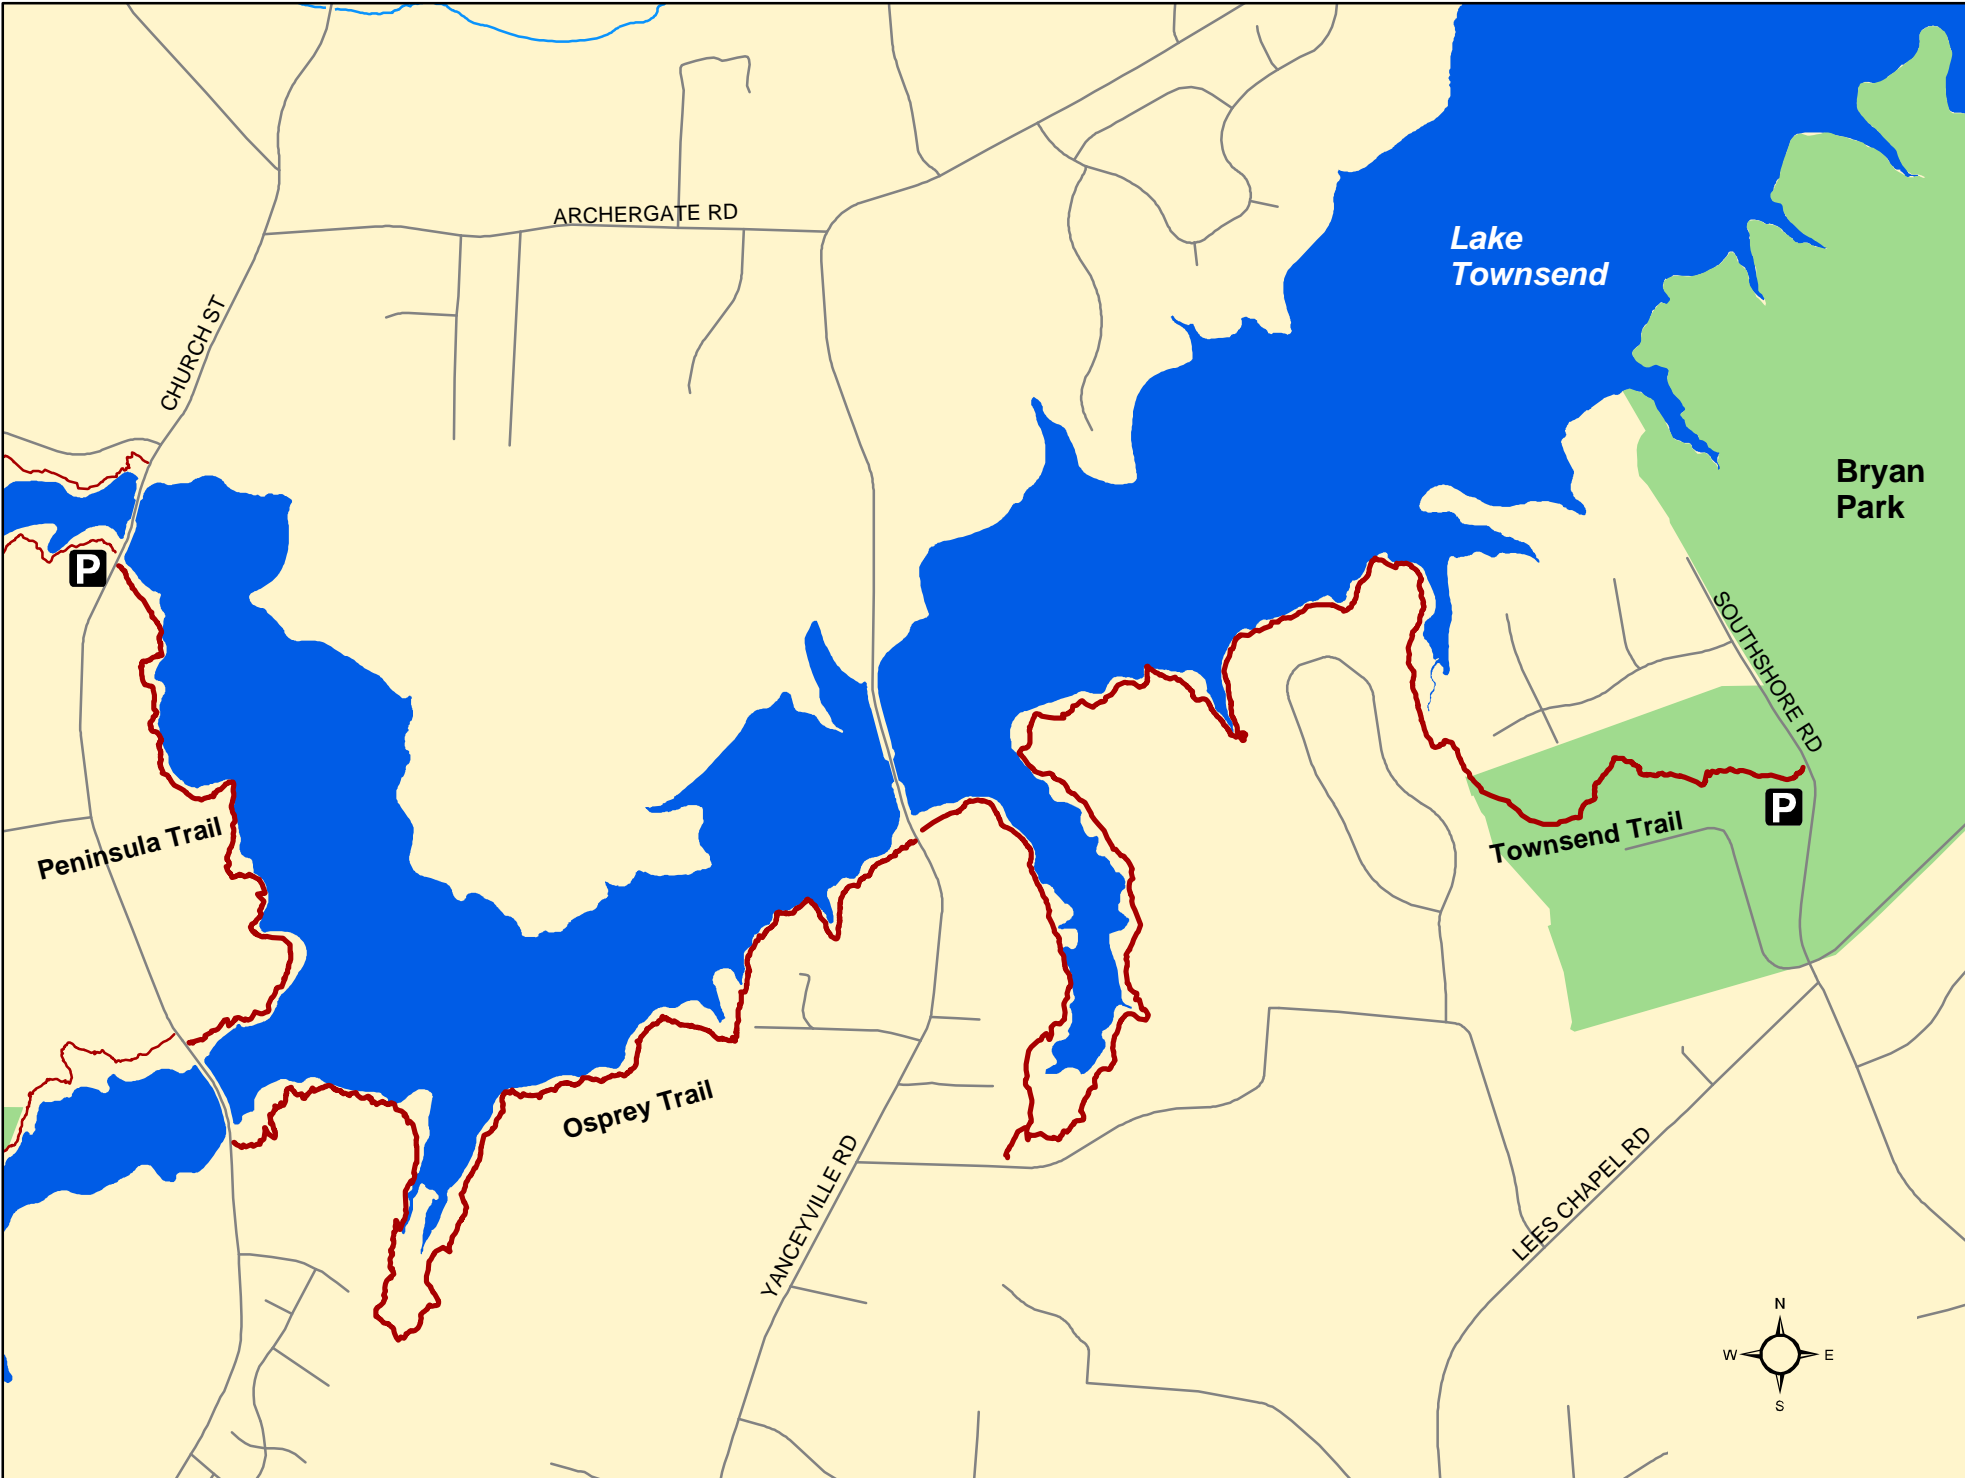 ARCHERGATE RD
Lake
Townsend
CHURCH ST
Bryan
Park
P
SOUTHSHORE RD
P
Peninsula Trail
Townsend Trail
Osprey Trail
YANCEYVILLE RD
LEES CHAPEL RD
N
W
E
S